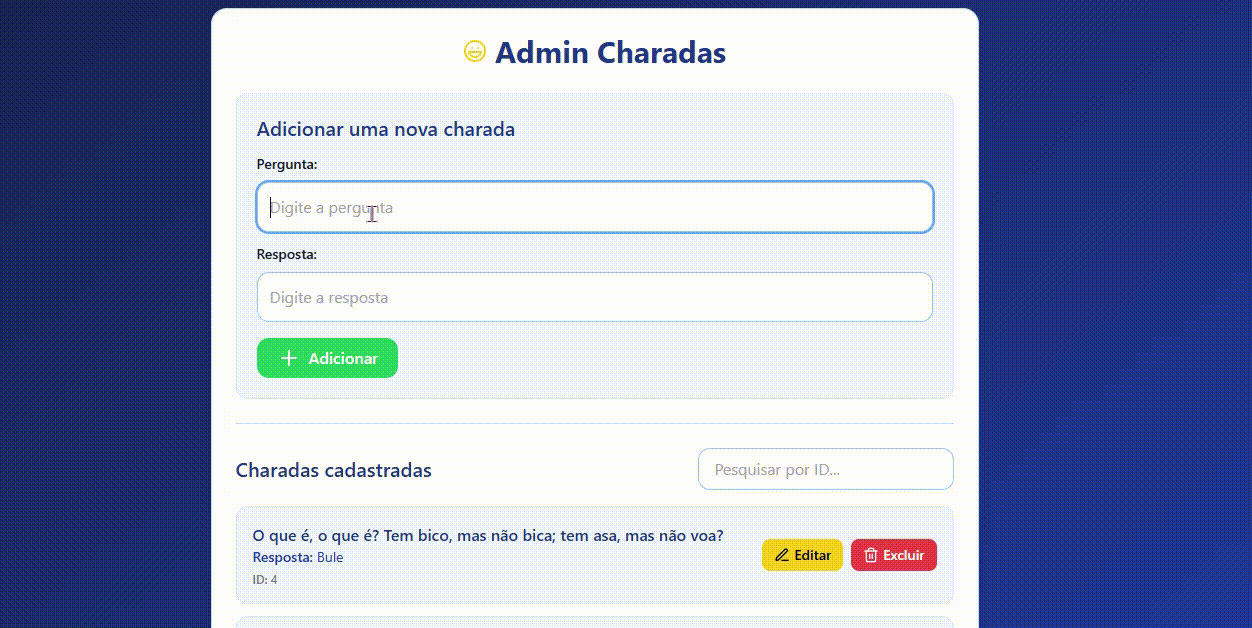 Admin Charadas
Adicionar uma nova charada
Pergunta:
Digite a pergunta
Resposta:
Digite a resposta
Adicionar
Charadas cadastradas
Pesquisar por ID...
O que é, o que é? Tem bico, mas não bica; tem asa, mas não voa?
Resposta: Bule
ID: 4
Editar
Excluir